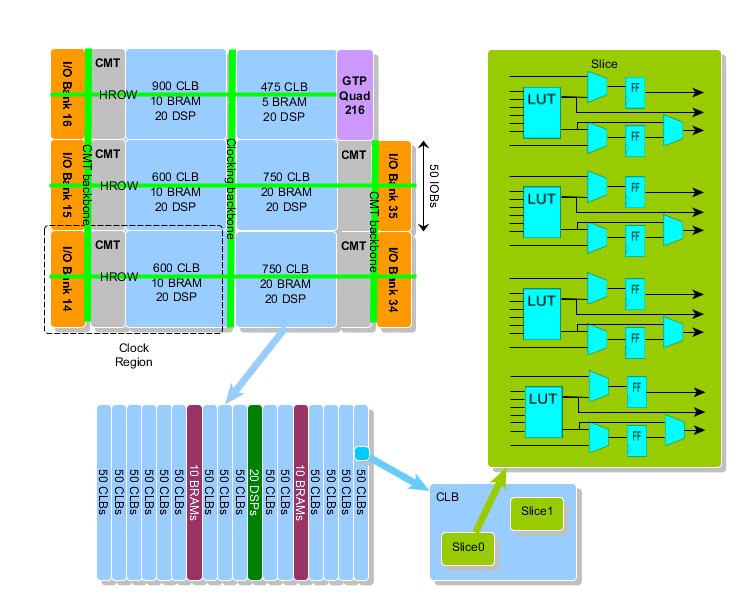 I/O Bank 16
CMT
HROW
900 CLB
10 BRAM
20 DSP
475 CLB
5 BRAM
20 DSP
GTP
Quad
216
I/O Bank 15
CMT backbone
CMT
HROW
600 CLB
10 BRAM
20 DSP
Clocking backbone
750 CLB
20 BRAM
20 DSP
CMT
CMT backbone
I/O Bank 35
50 IOBs
I/O Bank 14
CMT
HROW
600 CLB
10 BRAM
20 DSP
750 CLB
20 BRAM
20 DSP
CMT
I/O Bank 34
Clock
Region
50 CLBs
50 CLBs
50 CLBs
50 CLBs
50 CLBs
50 CLBs
10 BRAMs
50 CLBs
50 CLBs
50 CLBs
20 DSPs
50 CLBs
50 CLBs
10 BRAMs
50 CLBs
50 CLBs
50 CLBs
50 CLBs
CLB
Slice0
Slice1
Slice
LUT
FF
FF
LUT
FF
FF
LUT
FF
FF
LUT
FF
FF